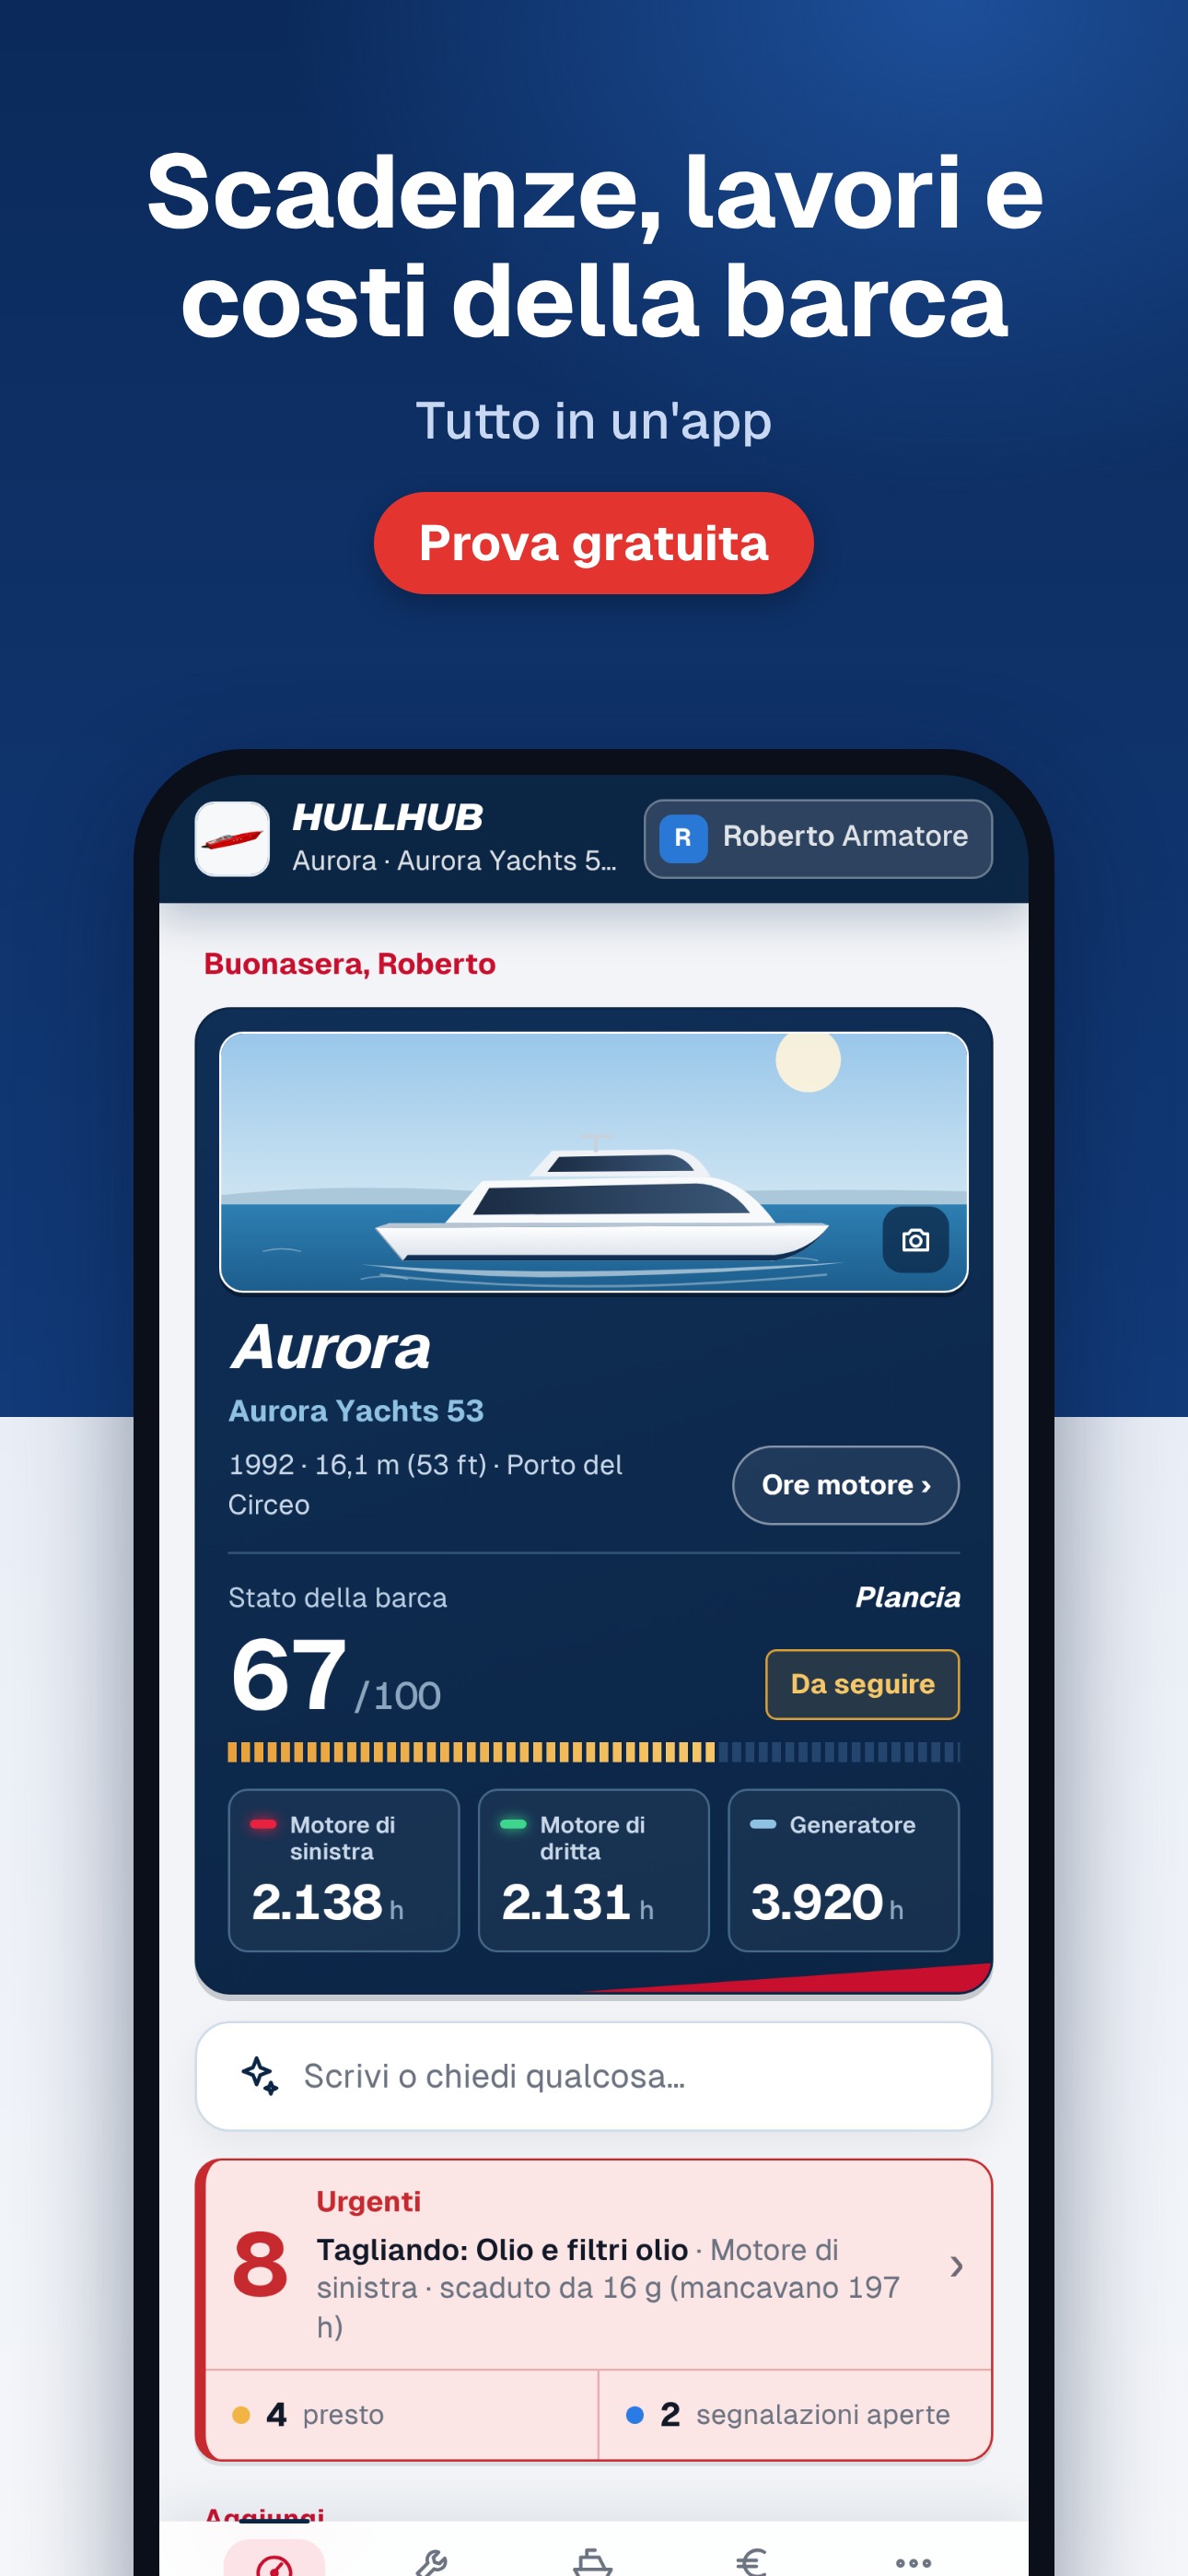 Scadenze, lavori e
costi della barca
Tutto in un'app
Prova gratuita
HULLHUB
Aurora · Aurora Yachts 5...
R Roberto Armatore
Buonasera, Roberto
Aurora
Aurora Yachts 53
1992 · 16,1 m (53 ft) · Porto del
Circeo
Ore motore ›
Stato della barca
Plancia
67 /100
Da seguire
Motore di
sinistra
2.138 h
Motore di
dritta
2.131 h
Generatore
3.920 h
Scrivi o chiedi qualcosa...
8
Urgenti
Tagliando: Olio e filtri olio · Motore di
sinistra · scaduto da 16 g (mancavano 197
h)
4 presto
2 segnalazioni aperte
Aggiungi